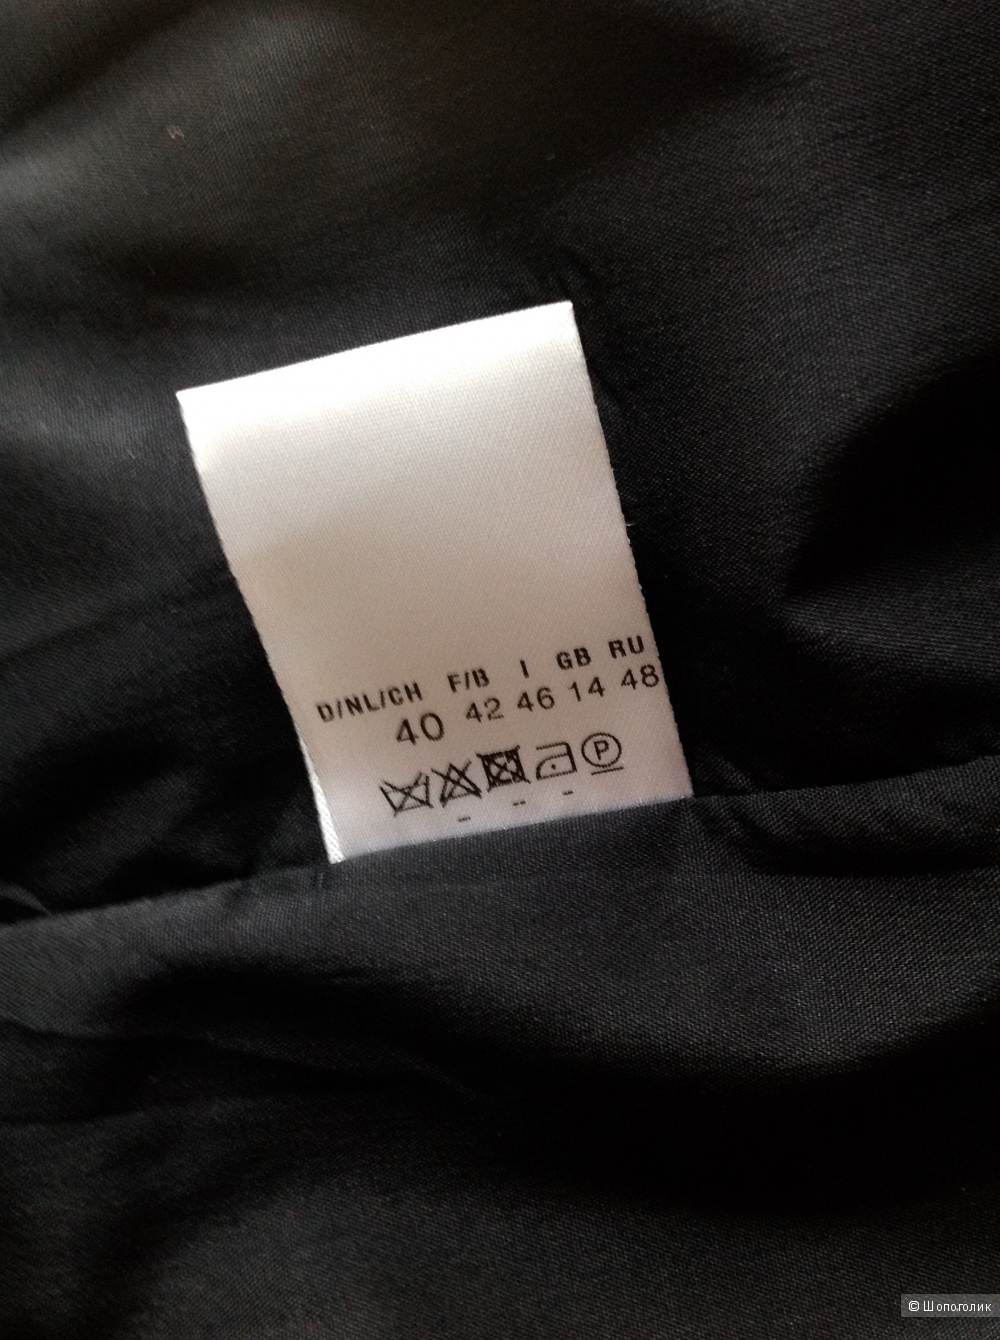 D/NL/CH F/B I GB RU
40 42 46 14 48
P
© Шопоголик